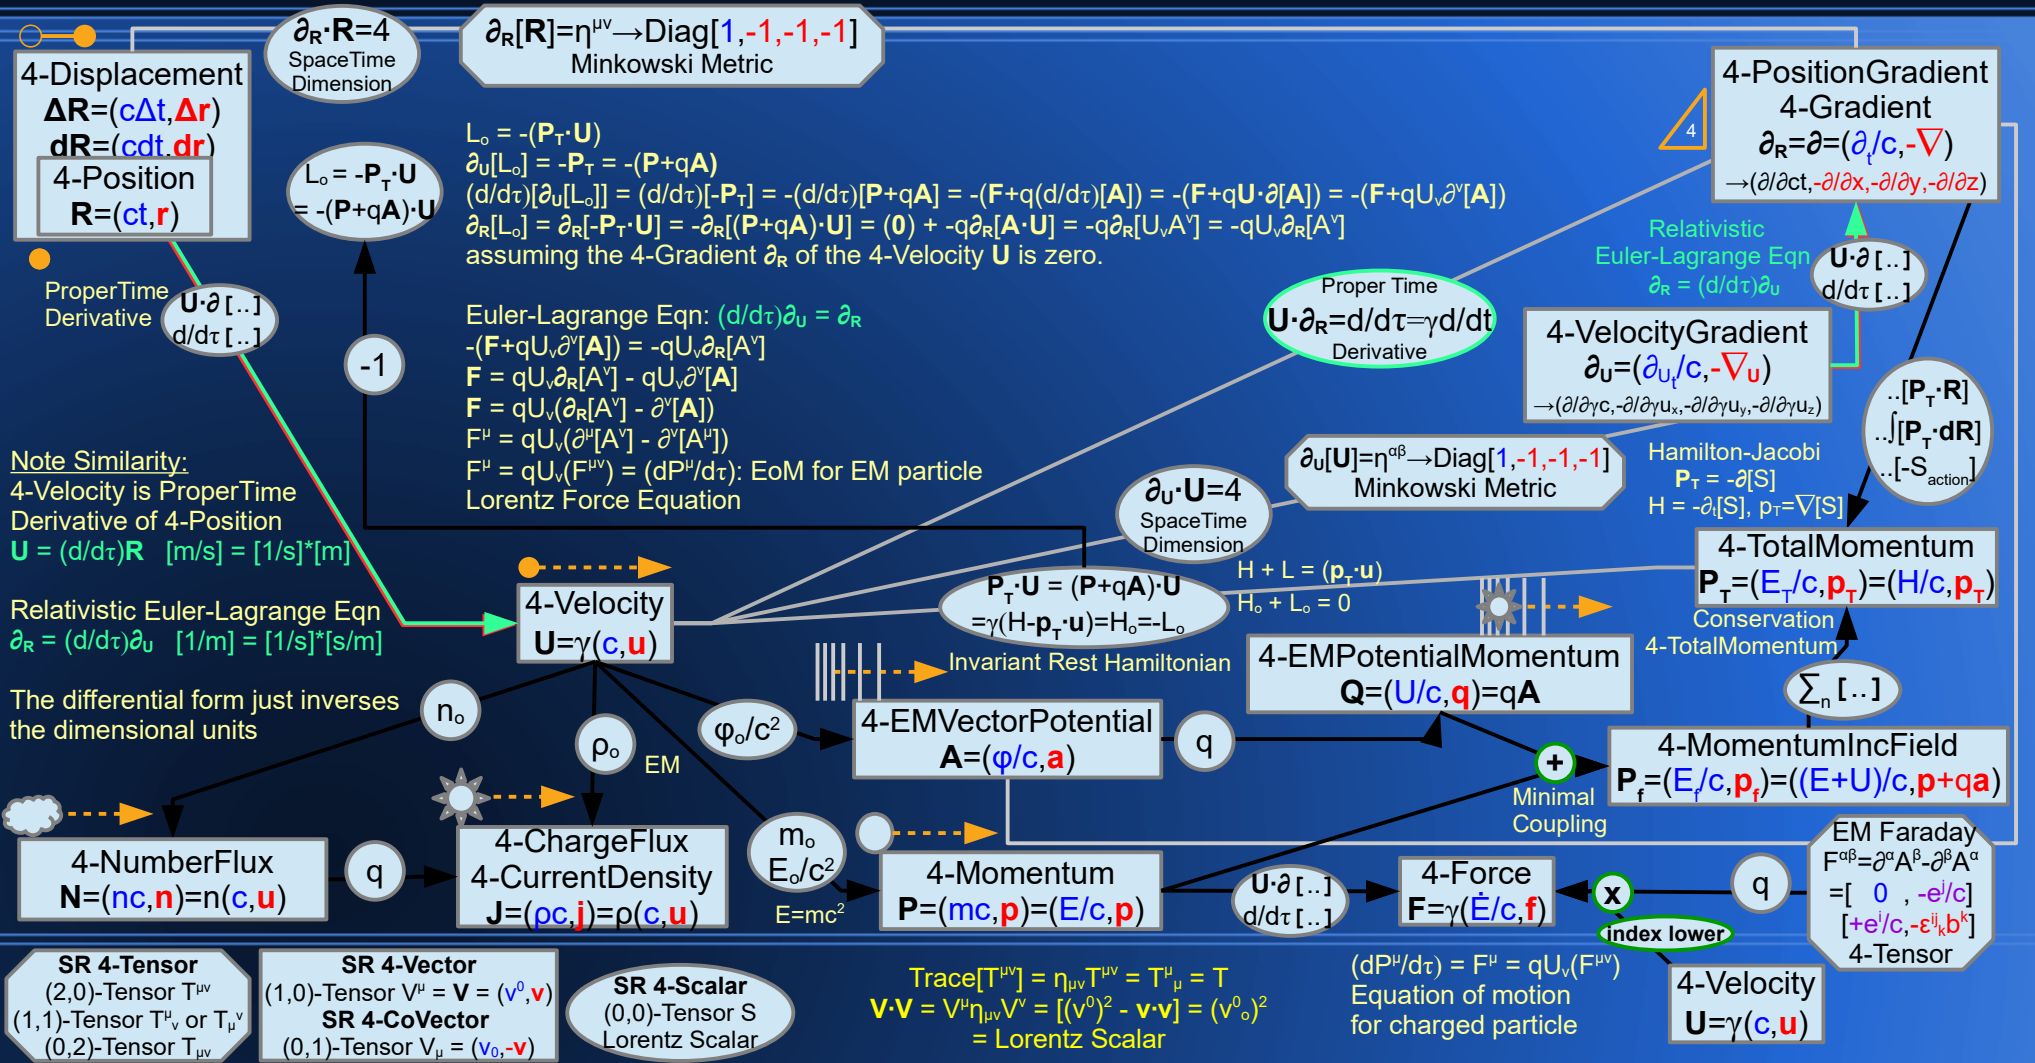 ∂R·R=4
SpaceTime
Dimension
∂R[R]=ημν→Diag[1,-1,-1,-1]
Minkowski Metric
4-Displacement
ΔR=(cΔt,Δr)
dR=(cdt,dr)
4-Position
R=(ct,r)
ProperTime
Derivative
U·∂[..]
d/dτ[..]
Lo = -PT·U
= -(P+qA)·U
-1
Lo = -(PT·U)
∂U[Lo] = -PT = -(P+qA)
(d/dτ)[∂U[Lo]] = (d/dτ)[-PT] = -(d/dτ)[P+qA] = -(F+q(d/dτ)[A]) = -(F+qU·∂[A]) = -(F+qUν∂ν[A])
∂R[Lo] = ∂R[-PT·U] = -∂R[(P+qA)·U] = (0) + -q∂R[A·U] = -q∂R[UνAν] = -qUν∂R[Aν]
assuming the 4-Gradient ∂R of the 4-Velocity U is zero.
Euler-Lagrange Eqn: (d/dτ)∂U = ∂R
-(F+qUν∂ν[A]) = -qUν∂R[Aν]
F = qUν∂R[Aν] - qUν∂ν[A]
F = qUν(∂R[Aν] - ∂ν[A])
Fμ = qUν(∂μ[Aν] - ∂ν[Aμ])
Fμ = qUν(Fμν) = (dPμ/dτ): EoM for EM particle
Lorentz Force Equation
4-PositionGradient
4-Gradient
∂R=∂=(∂t/c,-∇)
→(∂/∂ct,-∂/∂x,-∂/∂y,-∂/∂z)
4
Relativistic
Euler-Lagrange Eqn
∂R = (d/dτ)∂U
U·∂[..]
d/dτ[..]
Proper Time
U·∂R=d/dτ=γd/dt
Derivative
4-VelocityGradient
∂U=(∂Ut/c,-∇U)
→(∂/∂γc,-∂/∂γux,-∂/∂γuy,-∂/∂γuz)
..[PT·R]
..∫[PT·dR]
..[-Saction]
∂U[U]=ηαβ→Diag[1,-1,-1,-1]
Minkowski Metric
Hamilton-Jacobi
PT = -∂[S]
H = -∂t[S], pT=∇[S]
∂U·U=4
SpaceTime
Dimension
Note Similarity:
4-Velocity is ProperTime
Derivative of 4-Position
U = (d/dτ)R [m/s] = [1/s]*[m]
Relativistic Euler-Lagrange Eqn
∂R = (d/dτ)∂U [1/m] = [1/s]*[s/m]
The differential form just inverses
the dimensional units
4-Velocity
U=γ(c,u)
PT·U = (P+qA)·U
=γ(H-pT·u)=Ho=-Lo
H + L = (pT·u)
Ho + Lo = 0
Invariant Rest Hamiltonian
4-TotalMomentum
PT=(ET/c,pT)=(H/c,pT)
Conservation
4-TotalMomentum
∑n[..]
4-EMPotentialMomentum
Q=(U/c,q)=qA
no
ρo
EM
φo/c2
4-EMVectorPotential
A=(φ/c,a)
q
+
Minimal
Coupling
4-MomentumIncField
Pf=(Ef/c,pf)=((E+U)/c,p+qa)
mo
Eo/c2
E=mc2
4-NumberFlux
N=(nc,n)=n(c,u)
q
4-ChargeFlux
4-CurrentDensity
J=(ρc,j)=ρ(c,u)
4-Momentum
P=(mc,p)=(E/c,p)
U·∂[..]
d/dτ[..]
4-Force
F=γ(Ė/c,f)
x
index lower
q
EM Faraday
Fαβ=∂αAβ-∂βAα
=[ 0 , -ej/c]
[+ei/c,-εijkbk]
4-Tensor
4-Velocity
U=γ(c,u)
SR 4-Tensor
(2,0)-Tensor Tμν
(1,1)-Tensor Tμν or Tμν
(0,2)-Tensor Tμν
SR 4-Vector
(1,0)-Tensor Vμ = V = (v0,v)
SR 4-CoVector
(0,1)-Tensor Vμ = (v0,-v)
SR 4-Scalar
(0,0)-Tensor S
Lorentz Scalar
Trace[Tμν] = ημνTμν = Tμμ = T
V·V = VμημνVν = [(v0)2 - v·v] = (v0o)2
= Lorentz Scalar
(dPμ/dτ) = Fμ = qUν(Fμν)
Equation of motion
for charged particle